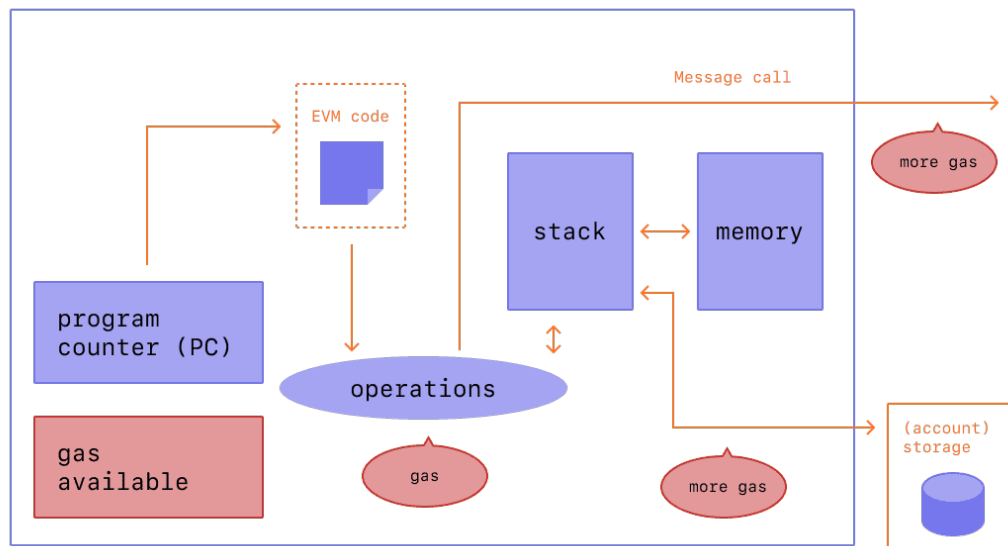 Message call
EVM code
more gas
stack
memory
program
counter (PC)
operations
gas
available
gas
more gas
(account)
storage